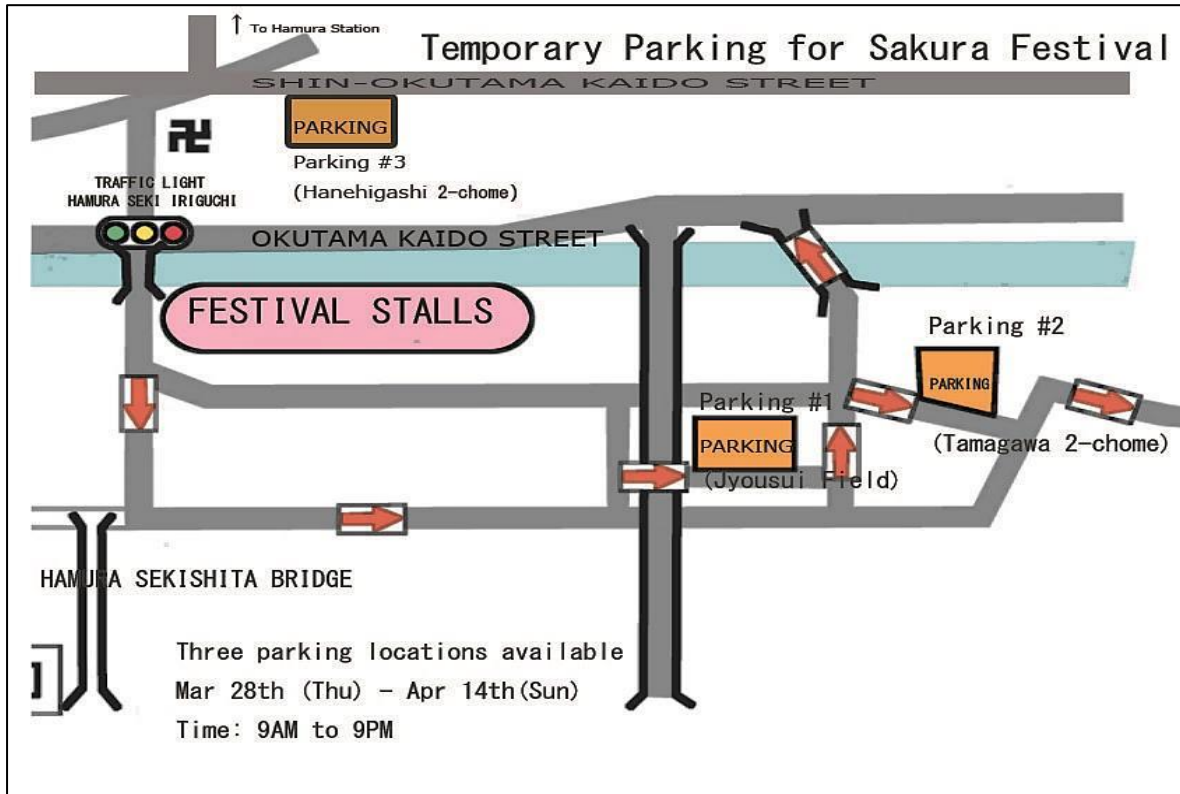 ↑ To Hamura Station
Temporary Parking for Sakura Festival
SHIN-OKUTAMA KAIDO STREET
PARKING
Parking #3
(Hanehigashi 2-chome)
卍
TRAFFIC LIGHT
HAMURA SEKI IRIGUCHI
OKUTAMA KAIDO STREET
FESTIVAL STALLS
Parking #2
PARKING
(Tamagawa 2-chome)
Parking #1
PARKING
(Jyousui Field)
HAMURA SEKISHITA BRIDGE
Three parking locations available
Mar 28th (Thu) - Apr 14th(Sun)
Time: 9AM to 9PM